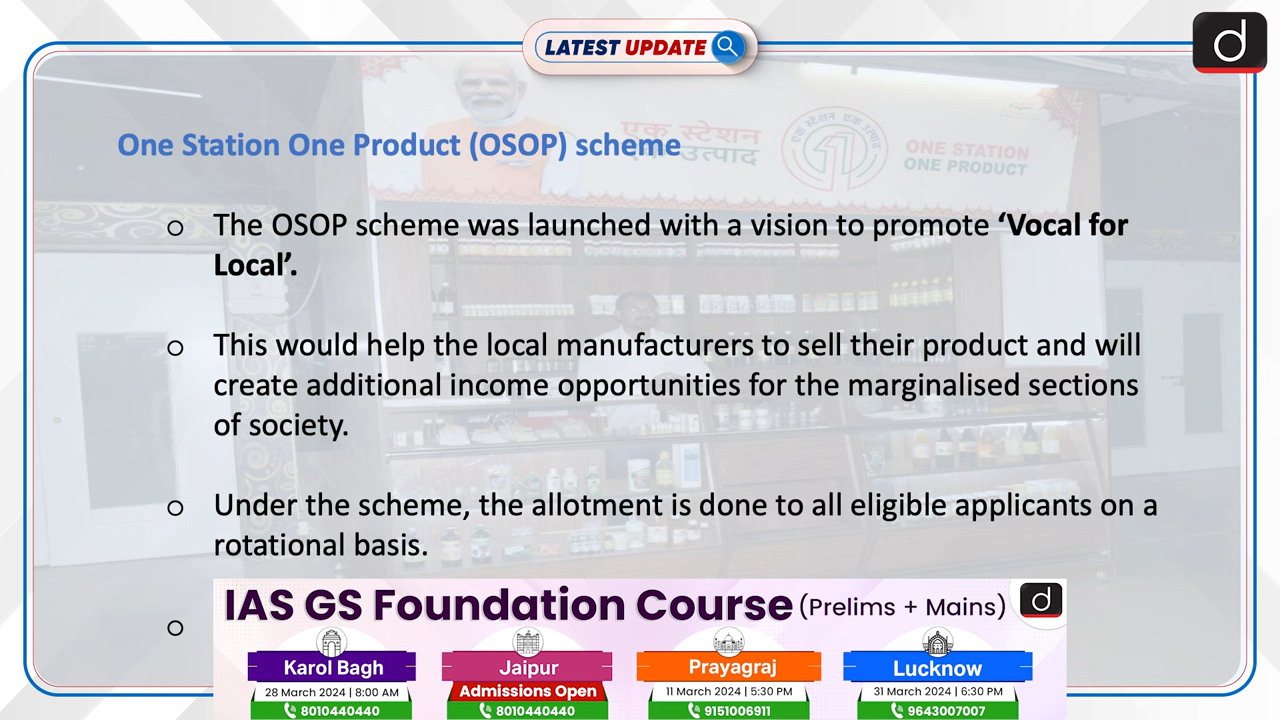 LATEST UPDATE
d
One Station One Product (OSOP) scheme
एक स्टेशन
एक उत्पाद
एक स्टेशन एक उत्पाद
ONE STATION
ONE PRODUCT
The OSOP scheme was launched with a vision to promote ‘Vocal for
Local’.
This would help the local manufacturers to sell their product and will
create additional income opportunities for the marginalised sections
of society.
Under the scheme, the allotment is done to all eligible applicants on a
rotational basis.
IAS GS Foundation Course (Prelims + Mains)
d
Karol Bagh
28 March 2024 | 8:00 AM
8010440440
Jaipur
Admissions Open
8010440440
Prayagraj
11 March 2024 | 5:30 PM
9151006911
Lucknow
31 March 2024 | 6:30 PM
9643007007